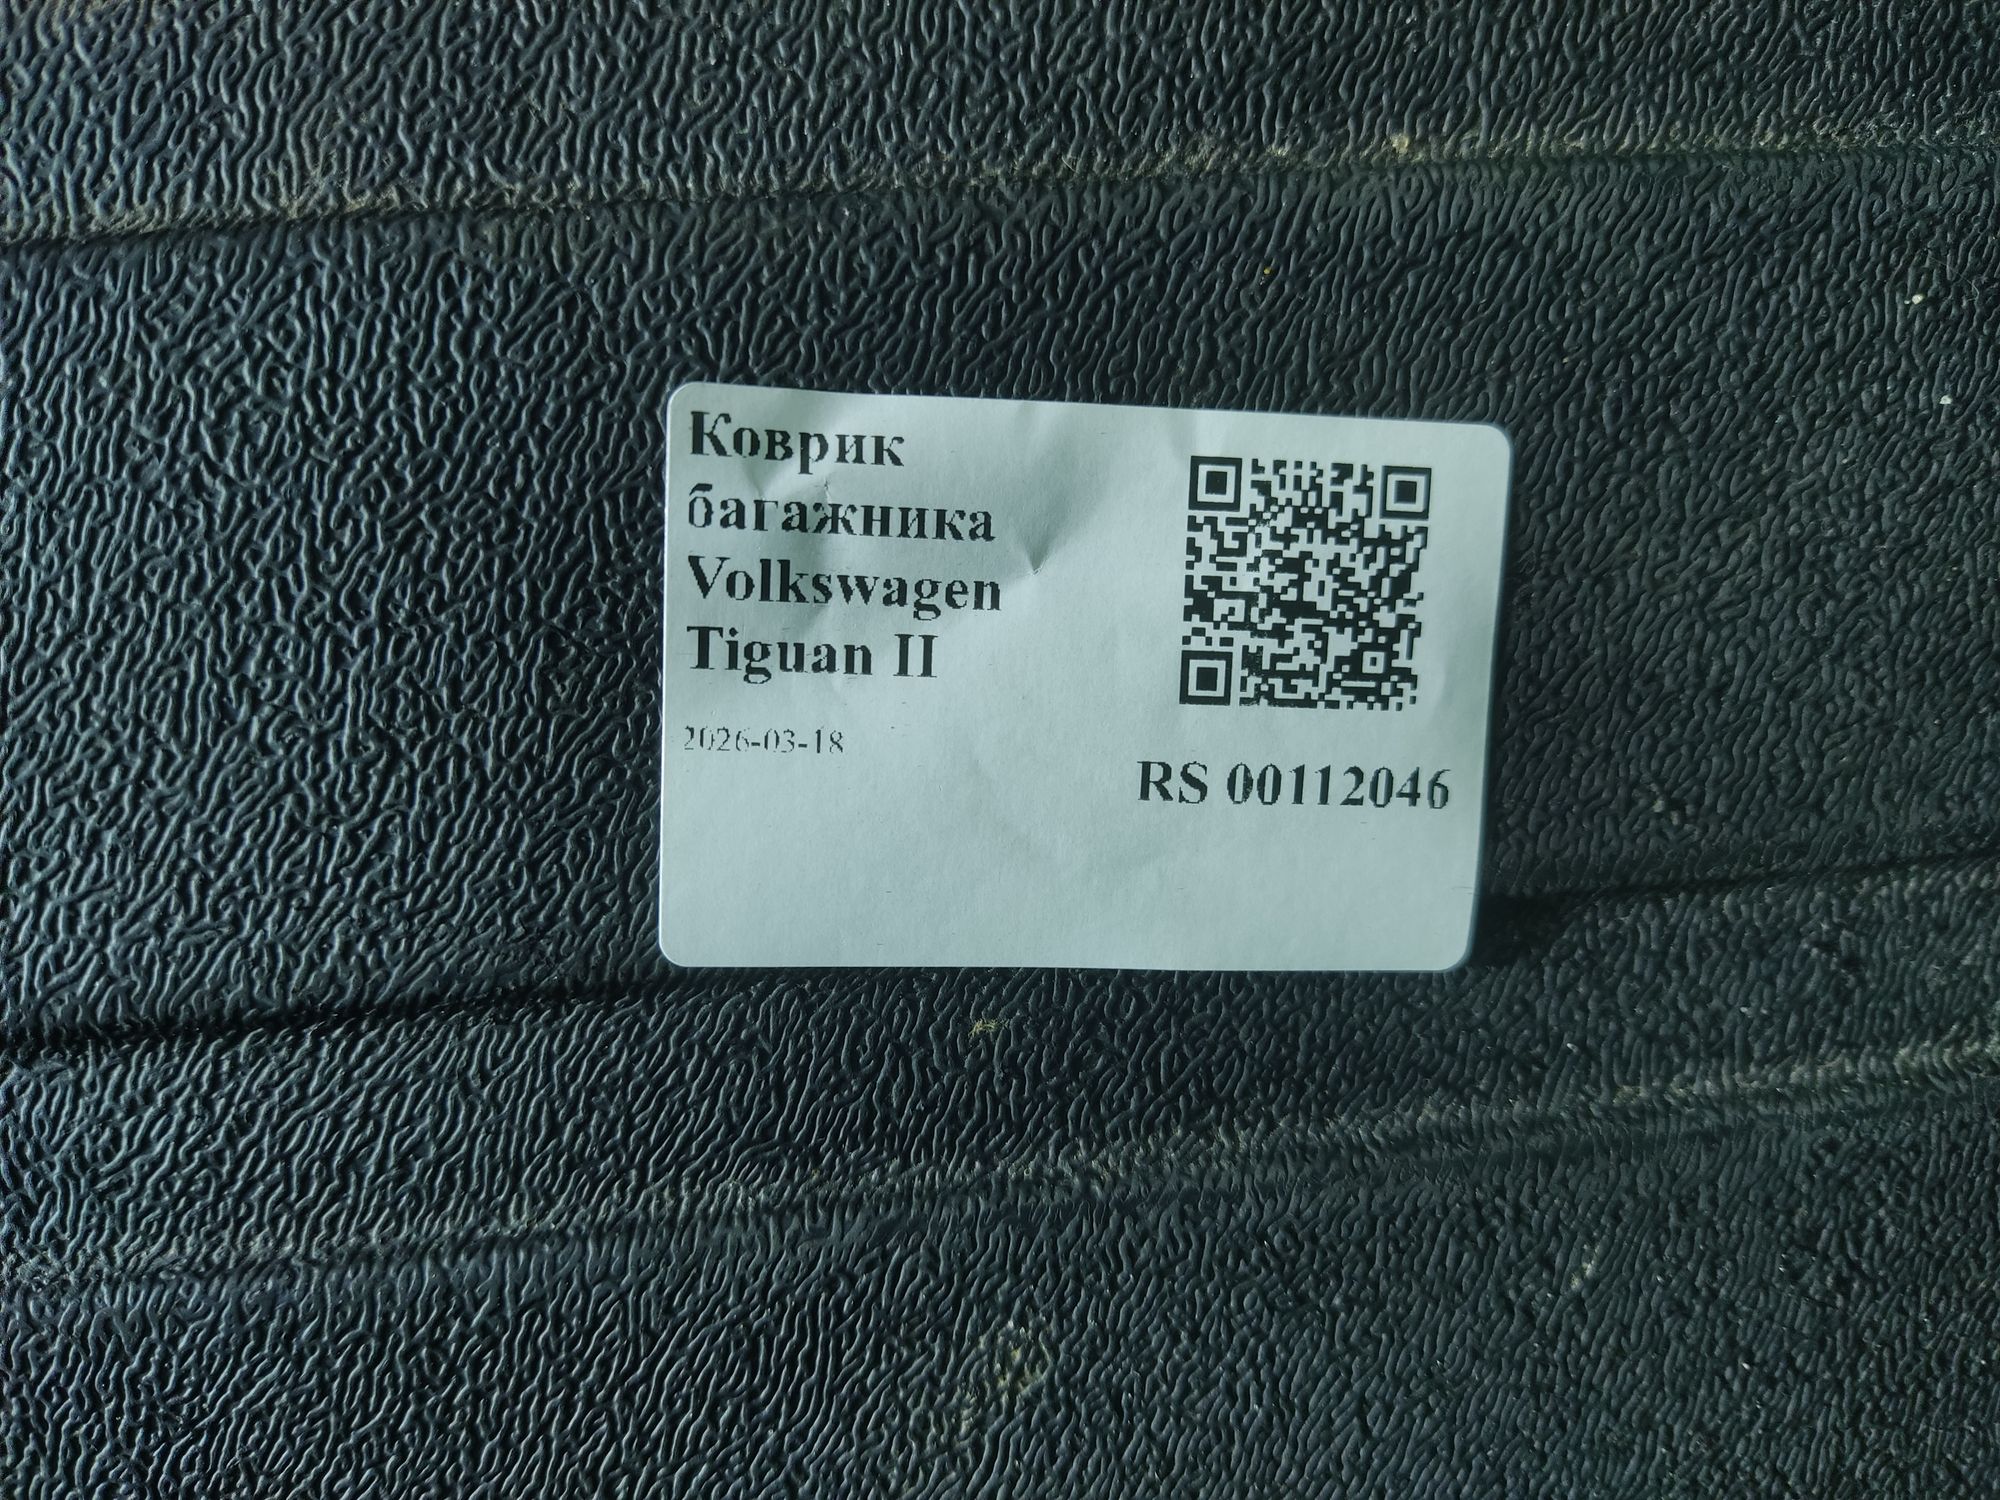 Коврик
багажника
Volkswagen
Tiguan II
2026-03-18
RS 00112046